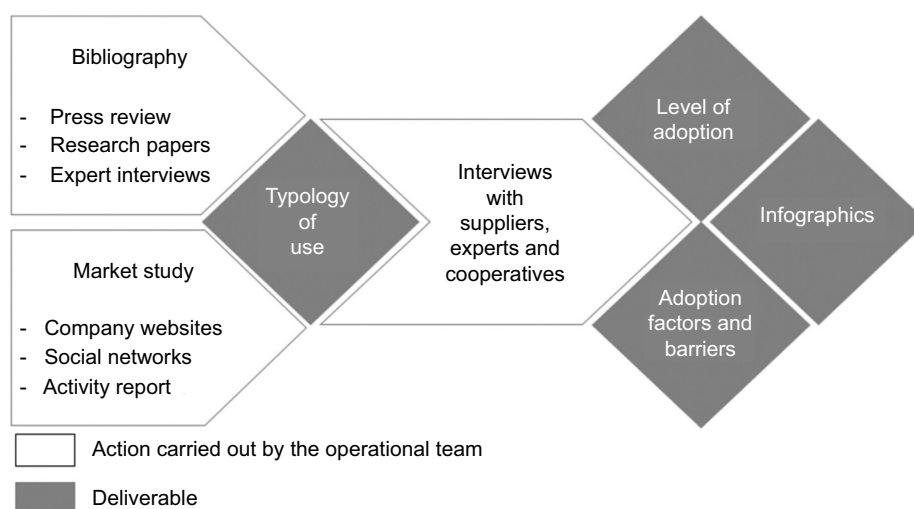 Bibliography
- Press review
- Research papers
- Expert interviews
Market study
- Company websites
- Social networks
- Activity report
Typology
of
use
Interviews
with
suppliers,
experts and
cooperatives
Level of
adoption
Adoption
factors and
barriers
Infographics
Action carried out by the operational team
Deliverable